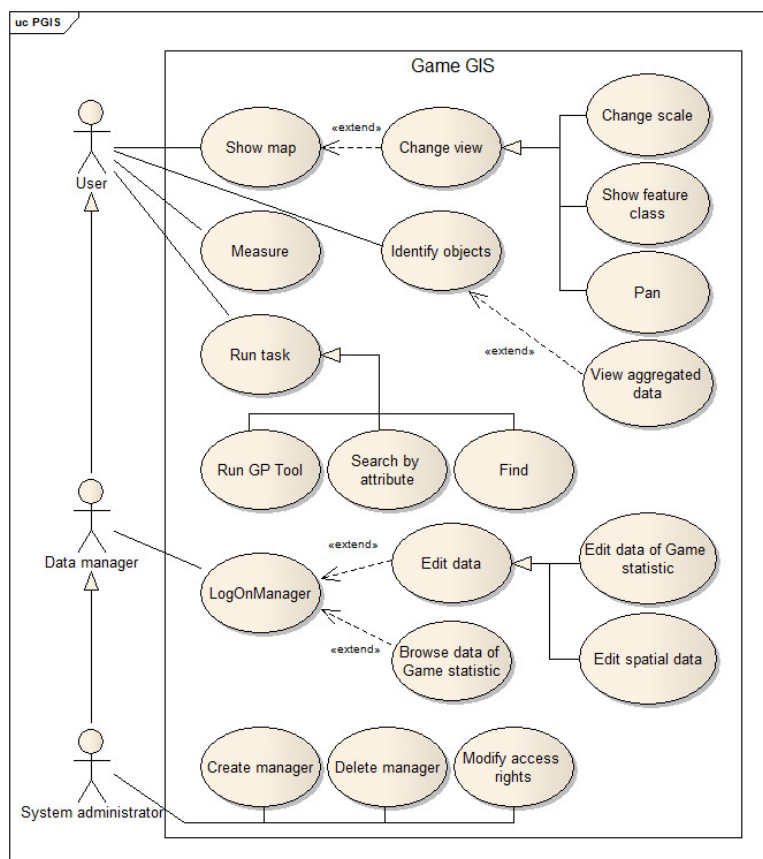 uc PGIS
Game GIS
Change scale
«extend»
Show map
Change view
User
Show feature
class
Measure
Identify objects
Pan
Run task
«extend»
View aggregated
data
Run GP Tool
Search by
attribute
Find
Data manager
«extend»
Edit data
Edit data of Game
statistic
LogOnManager
«extend»
Browse data of
Game statistic
Edit spatial data
Create manager
Delete manager
Modify access
rights
System administrator